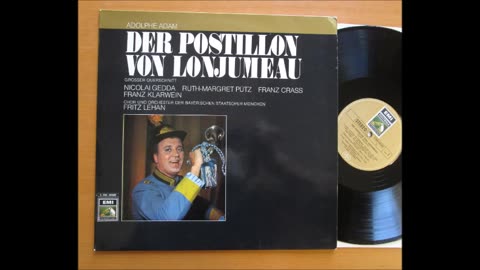 ADOLPHE ADAM
DER POSTILLON
VON LONJUMEAU
GROSSER QUERSCHNITT
NICOLAI GEDDA RUTH-MARGRET PÜTZ FRANZ CRASS
FRANZ KLARWEIN
CHOR UND ORCHESTER DER BAYERISCHEN STAATSOPER MÜNCHEN
FRITZ LEHAN
EMI
EMI